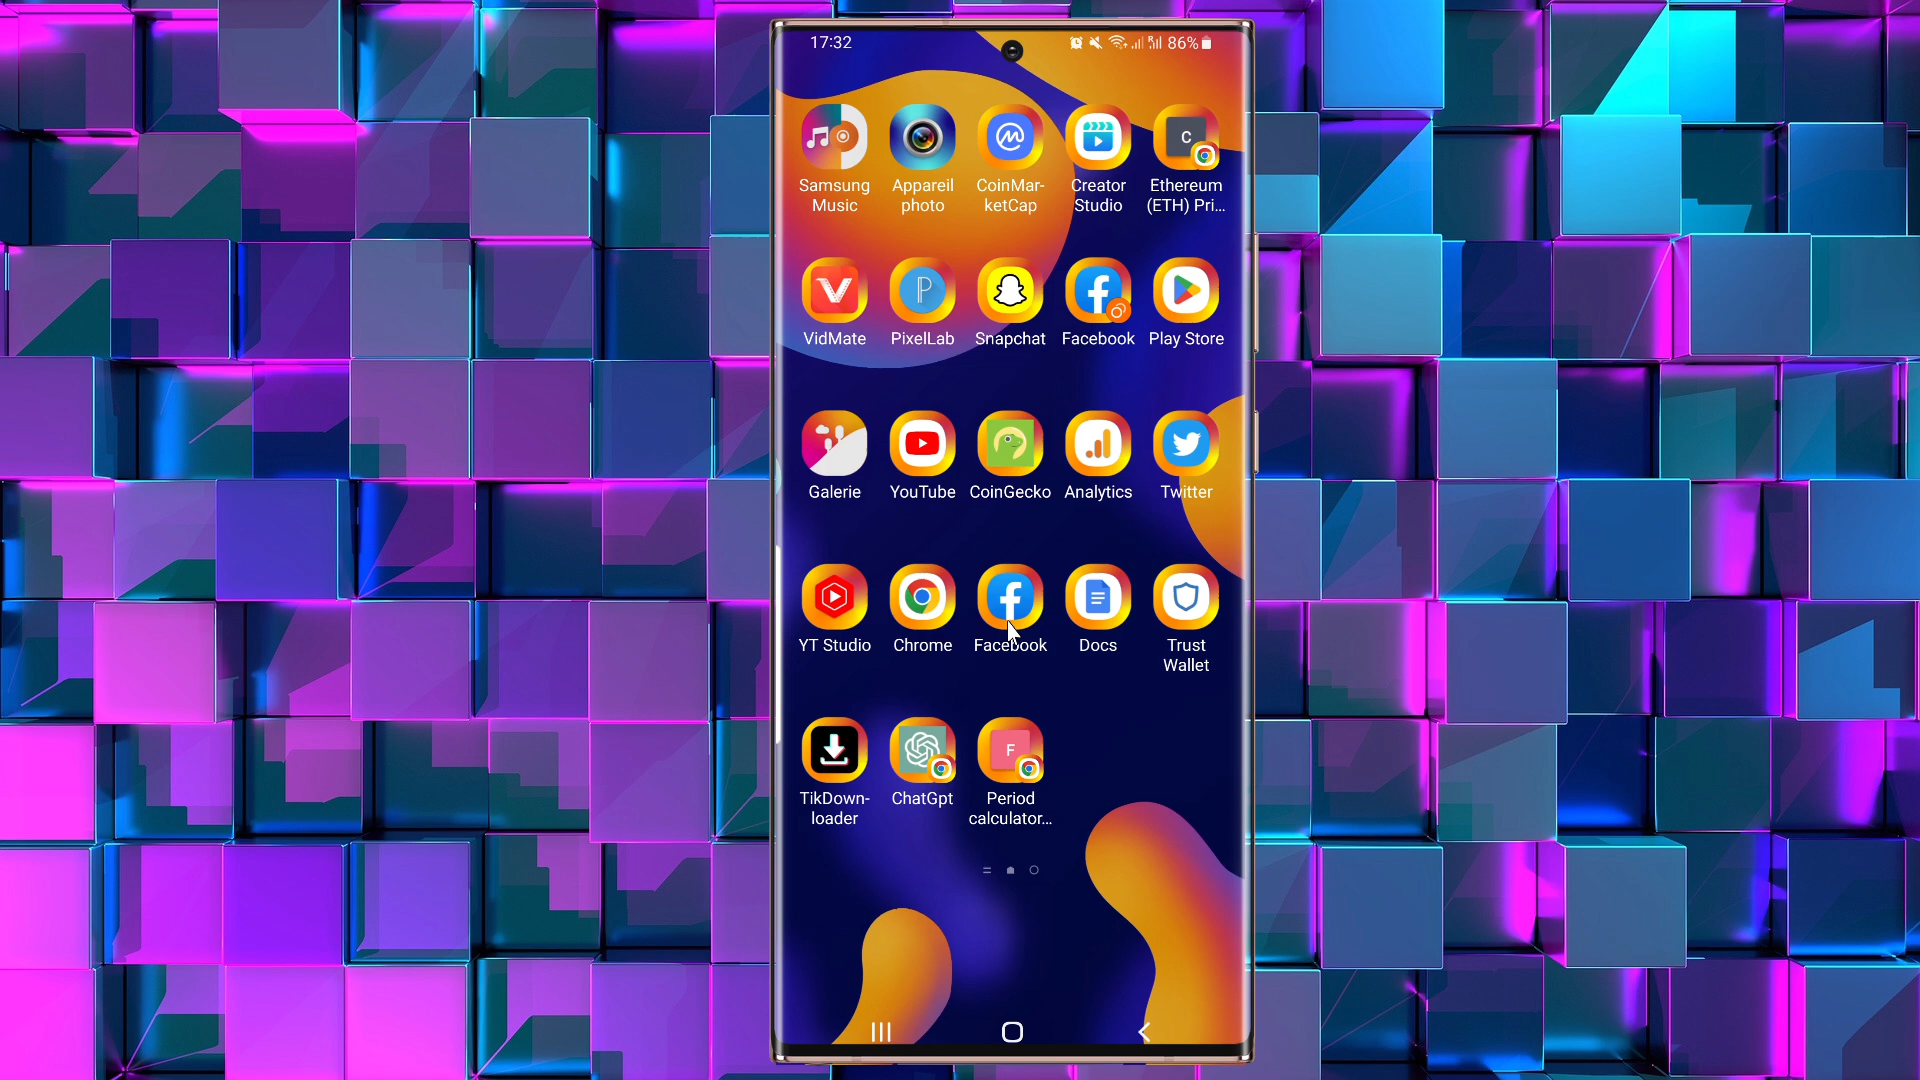 17:32
86%
Samsung
Music
Appareil
photo
CoinMar-
ketCap
Creator
Studio
C
Ethereum
(ETH) Pri...
VidMate
PixelLab
Snapchat
Facebook
Play Store
Galerie
YouTube
CoinGecko
Analytics
Twitter
YT Studio
Chrome
Facebook
Docs
Trust
Wallet
F
TikDown-
loader
ChatGpt
Period
calculator...